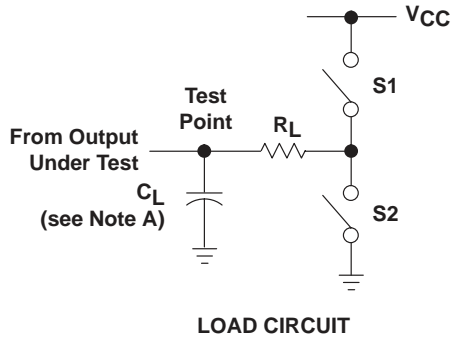 VCC
S1
Test
Point
RL
From Output
Under Test
CL
(see Note A)
S2
LOAD CIRCUIT